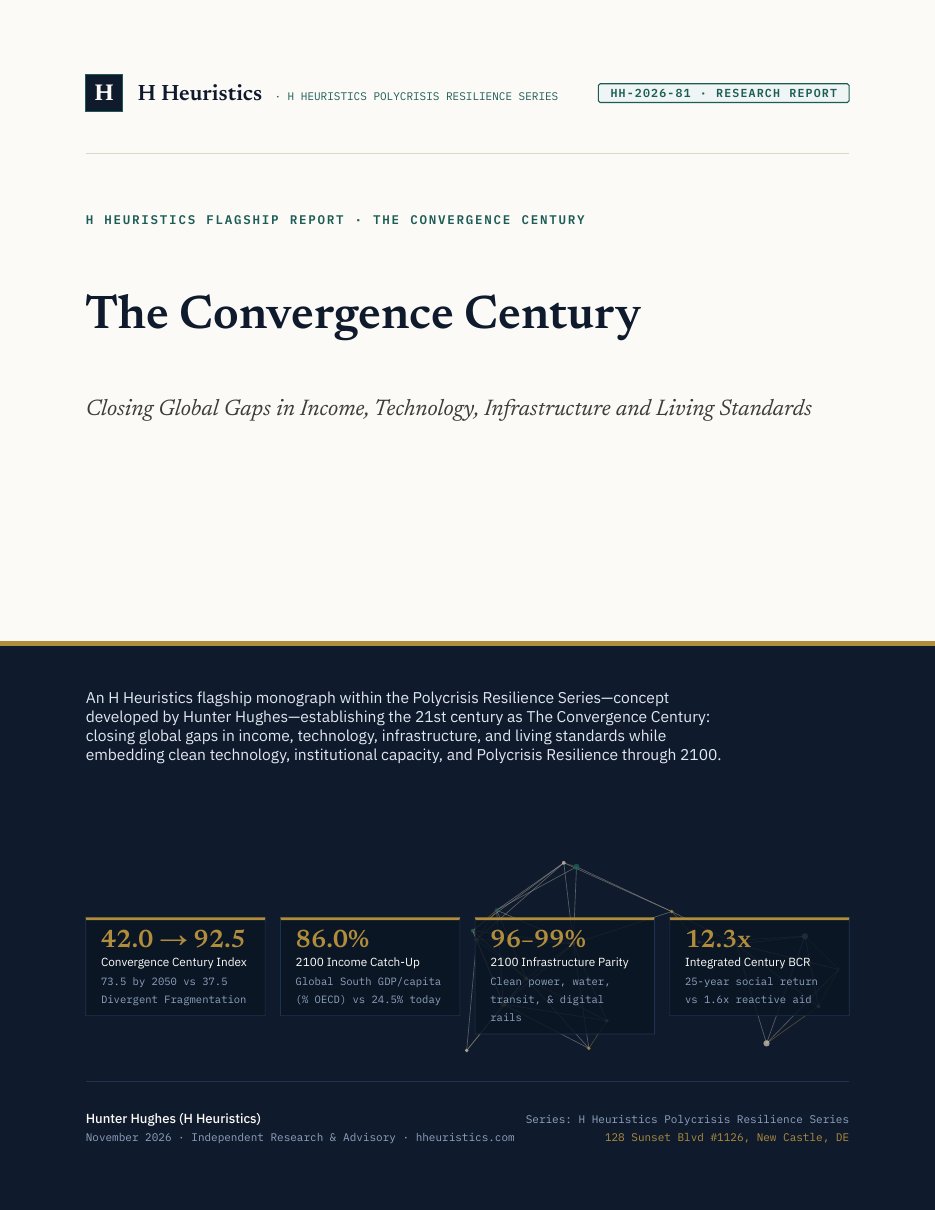 H
H Heuristics · H HEURISTICS POLYCRISIS RESILIENCE SERIES
HH-2026-81 · RESEARCH REPORT
H HEURISTICS FLAGSHIP REPORT · THE CONVERGENCE CENTURY
The Convergence Century
Closing Global Gaps in Income, Technology, Infrastructure and Living Standards
An H Heuristics flagship monograph within the Polycrisis Resilience Series—concept
developed by Hunter Hughes—establishing the 21st century as The Convergence Century:
closing global gaps in income, technology, infrastructure, and living standards while
embedding clean technology, institutional capacity, and Polycrisis Resilience through 2100.
42.0 → 92.5
Convergence Century Index
73.5 by 2050 vs 37.5
Divergent Fragmentation
86.0%
2100 Income Catch-Up
Global South GDP/capita
(% OECD) vs 24.5% today
96–99%
2100 Infrastructure Parity
Clean power, water,
transit, & digital
rails
12.3x
Integrated Century BCR
25-year social return
vs 1.6x reactive aid
Hunter Hughes (H Heuristics)
November 2026 · Independent Research & Advisory · hheuristics.com
Series: H Heuristics Polycrisis Resilience Series
128 Sunset Blvd #1126, New Castle, DE